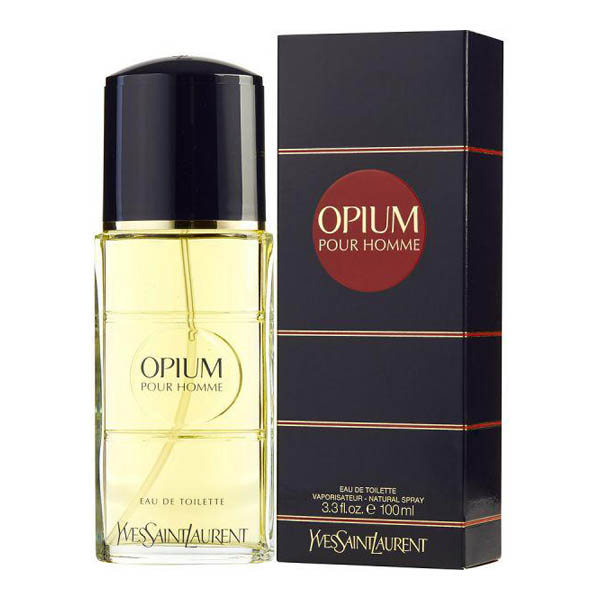 OPIUM
POUR HOMME
EAU DE TOILETTE
YVESSAINTLAURENT
OPIUM
POUR HOMME
EAU DE TOILETTE
VAPORISATEUR - NATURAL SPRAY
3.3 fl.oz. e 100 ml
YVESSAINTLAURENT